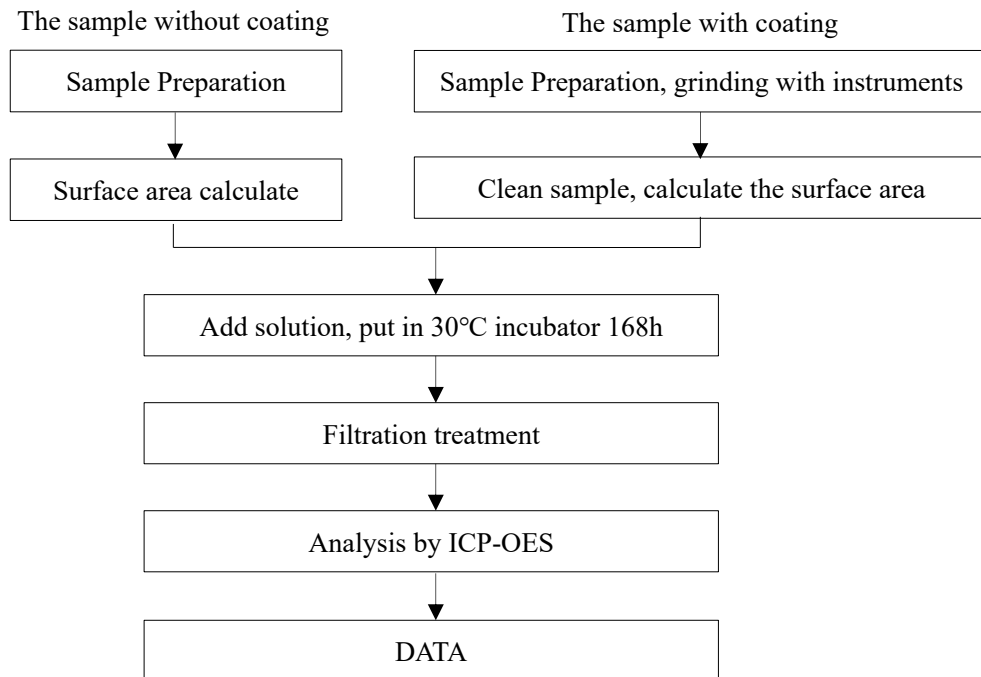 The sample without coating
The sample with coating
Sample Preparation
Sample Preparation, grinding with instruments
Surface area calculate
Clean sample, calculate the surface area
Add solution, put in 30℃ incubator 168h
Filtration treatment
Analysis by ICP-OES
DATA